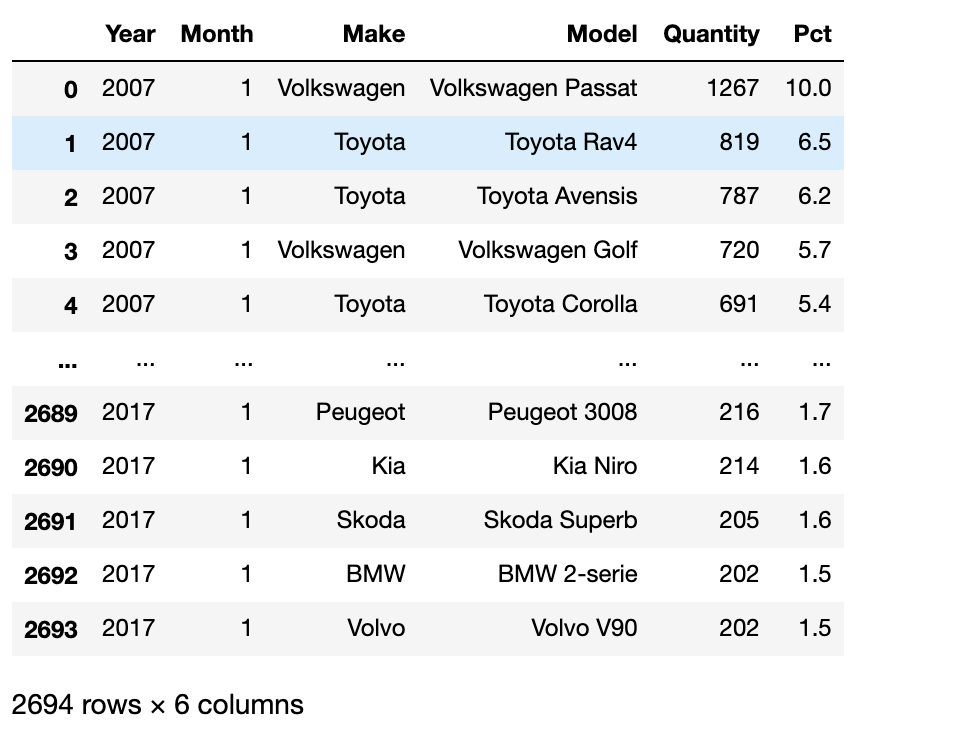 Year Month Make Model Quantity Pct
0 2007 1 Volkswagen Volkswagen Passat 1267 10.0
1 2007 1 Toyota Toyota Rav4 819 6.5
2 2007 1 Toyota Toyota Avensis 787 6.2
3 2007 1 Volkswagen Volkswagen Golf 720 5.7
4 2007 1 Toyota Toyota Corolla 691 5.4
... ... ... ... ... ... ...
2689 2017 1 Peugeot Peugeot 3008 216 1.7
2690 2017 1 Kia Kia Niro 214 1.6
2691 2017 1 Skoda Skoda Superb 205 1.6
2692 2017 1 BMW BMW 2-serie 202 1.5
2693 2017 1 Volvo Volvo V90 202 1.5
2694 rows × 6 columns